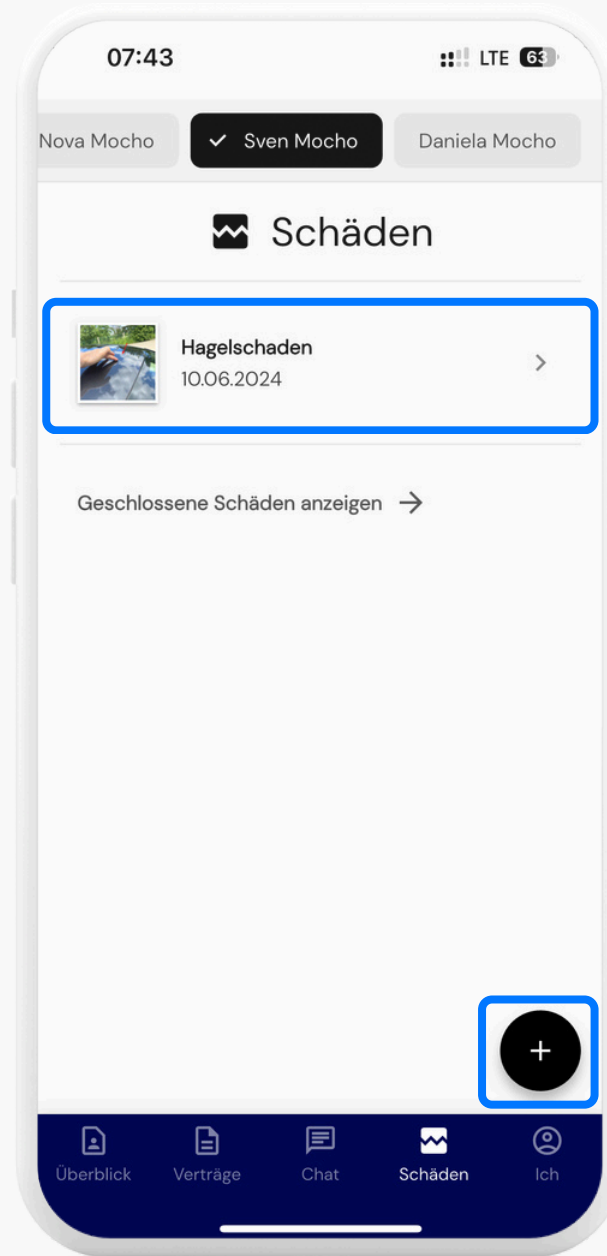 07:43 LTE 63
Nova Mocho Sven Mocho Daniela Mocho
Schäden
Hagelschaden
10.06.2024
Geschlossene Schäden anzeigen →
+
Überblick Verträge Chat Schäden Ich